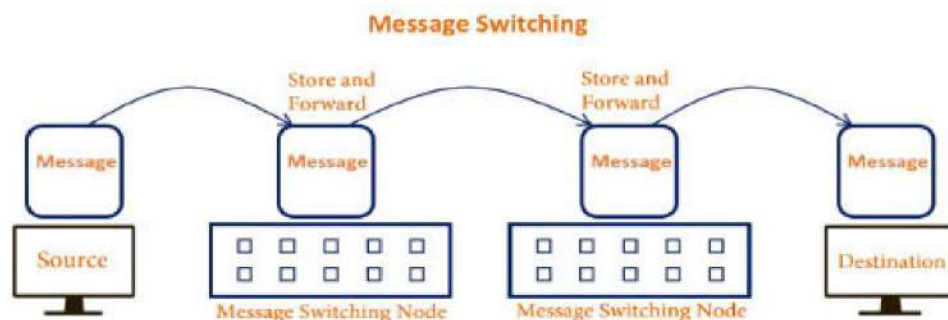 Message Switching
Store and
Forward
Store and
Forward
Message
Message
Message
Message
Source
Destination
Message Switching Node
Message Switching Node